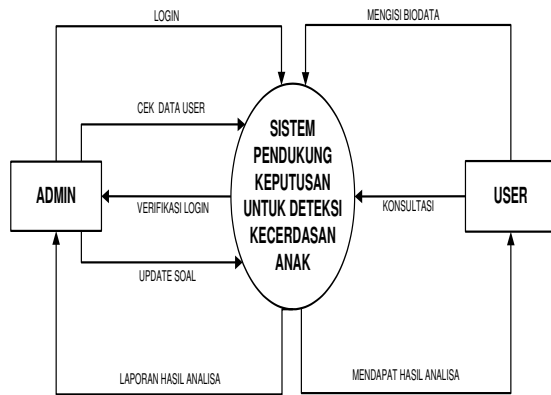 LOGIN
MENGISI BIODATA
CEK DATA USER
SISTEM
PENDUKUNG
KEPUTUSAN
UNTUK DETEKSI
KECERDASAN
ANAK
ADMIN
USER
VERIFIKASI LOGIN
KONSULTASI
UPDATE SOAL
LAPORAN HASIL ANALISA
MENDAPAT HASIL ANALISA